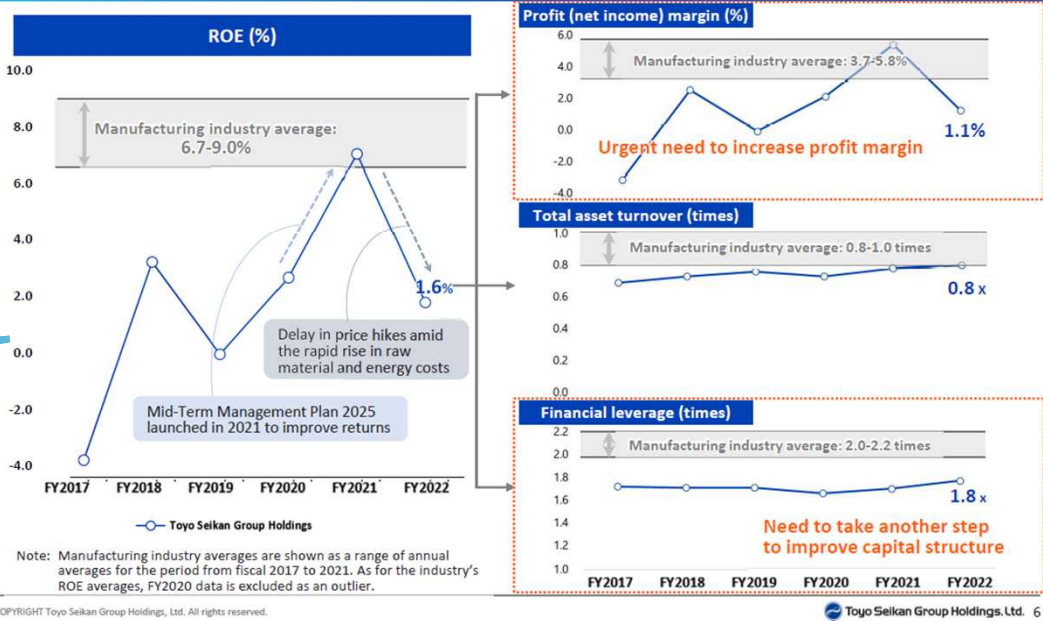 ROE (%)
10.0
8.0
6.0
4.0
2.0
0.0
-2.0
-4.0
Manufacturing industry average:
6.7-9.0%
1.6%
Delay in price hikes amid
the rapid rise in raw
material and energy costs
Mid-Term Management Plan 2025
launched in 2021 to improve returns
FY2017 FY2018 FY2019 FY2020 FY2021 FY2022
Toyo Seikan Group Holdings
Note: Manufacturing industry averages are shown as a range of annual
averages for the period from fiscal 2017 to 2021. As for the industry's
ROE averages, FY2020 data is excluded as an outlier.
Profit (net income) margin (%)
6.0
4.0
2.0
0.0
-2.0
-4.0
Manufacturing industry average: 3.7-5.8%
1.1%
Urgent need to increase profit margin
Total asset turnover (times)
1.0
0.8
0.6
0.4
0.2
0.0
Manufacturing industry average: 0.8-1.0 times
0.8 x
Financial leverage (times)
2.2
2.0
1.8
1.6
1.4
1.2
1.0
Manufacturing industry average: 2.0-2.2 times
1.8 x
Need to take another step
to improve capital structure
FY2017 FY2018 FY2019 FY2020 FY2021 FY2022
OPYRIGHT Toyo Seikan Group Holdings, Ltd. All rights reserved.
Toyo Seikan Group Holdings, Ltd. 6